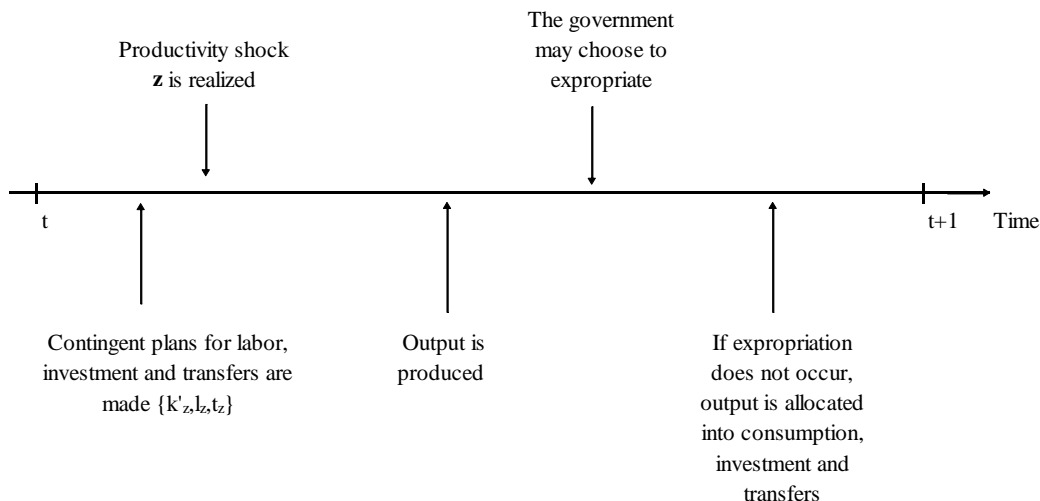 The government
may choose to
expropriate
Productivity shock
z is realized
t
t+1
Time
Contingent plans for labor,
investment and transfers are
made {k'z,lz,tz}
Output is
produced
If expropriation
does not occur,
output is allocated
into consumption,
investment and
transfers